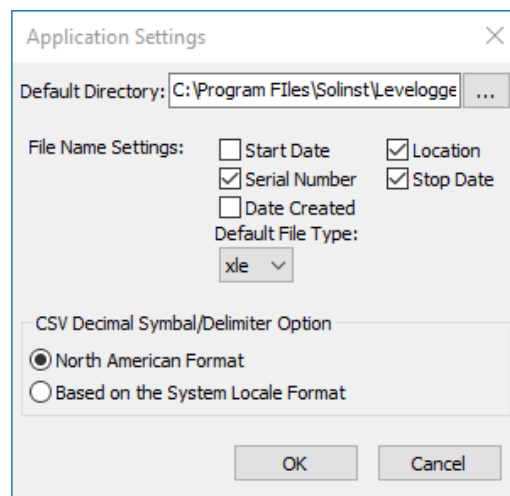 Application Settings
Default Directory: C:\Program FIles\Solinst\Levelogge ...
File Name Settings: Start Date Location
Serial Number Stop Date
Date Created
Default File Type:
xle
CSV Decimal Symbol/Delimiter Option
North American Format
Based on the System Locale Format
OK Cancel